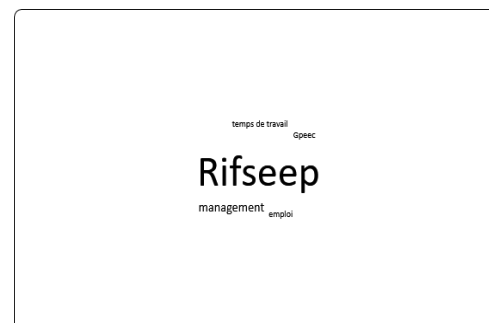 temps de travail
Gpeec
Rifseep
management
emploi